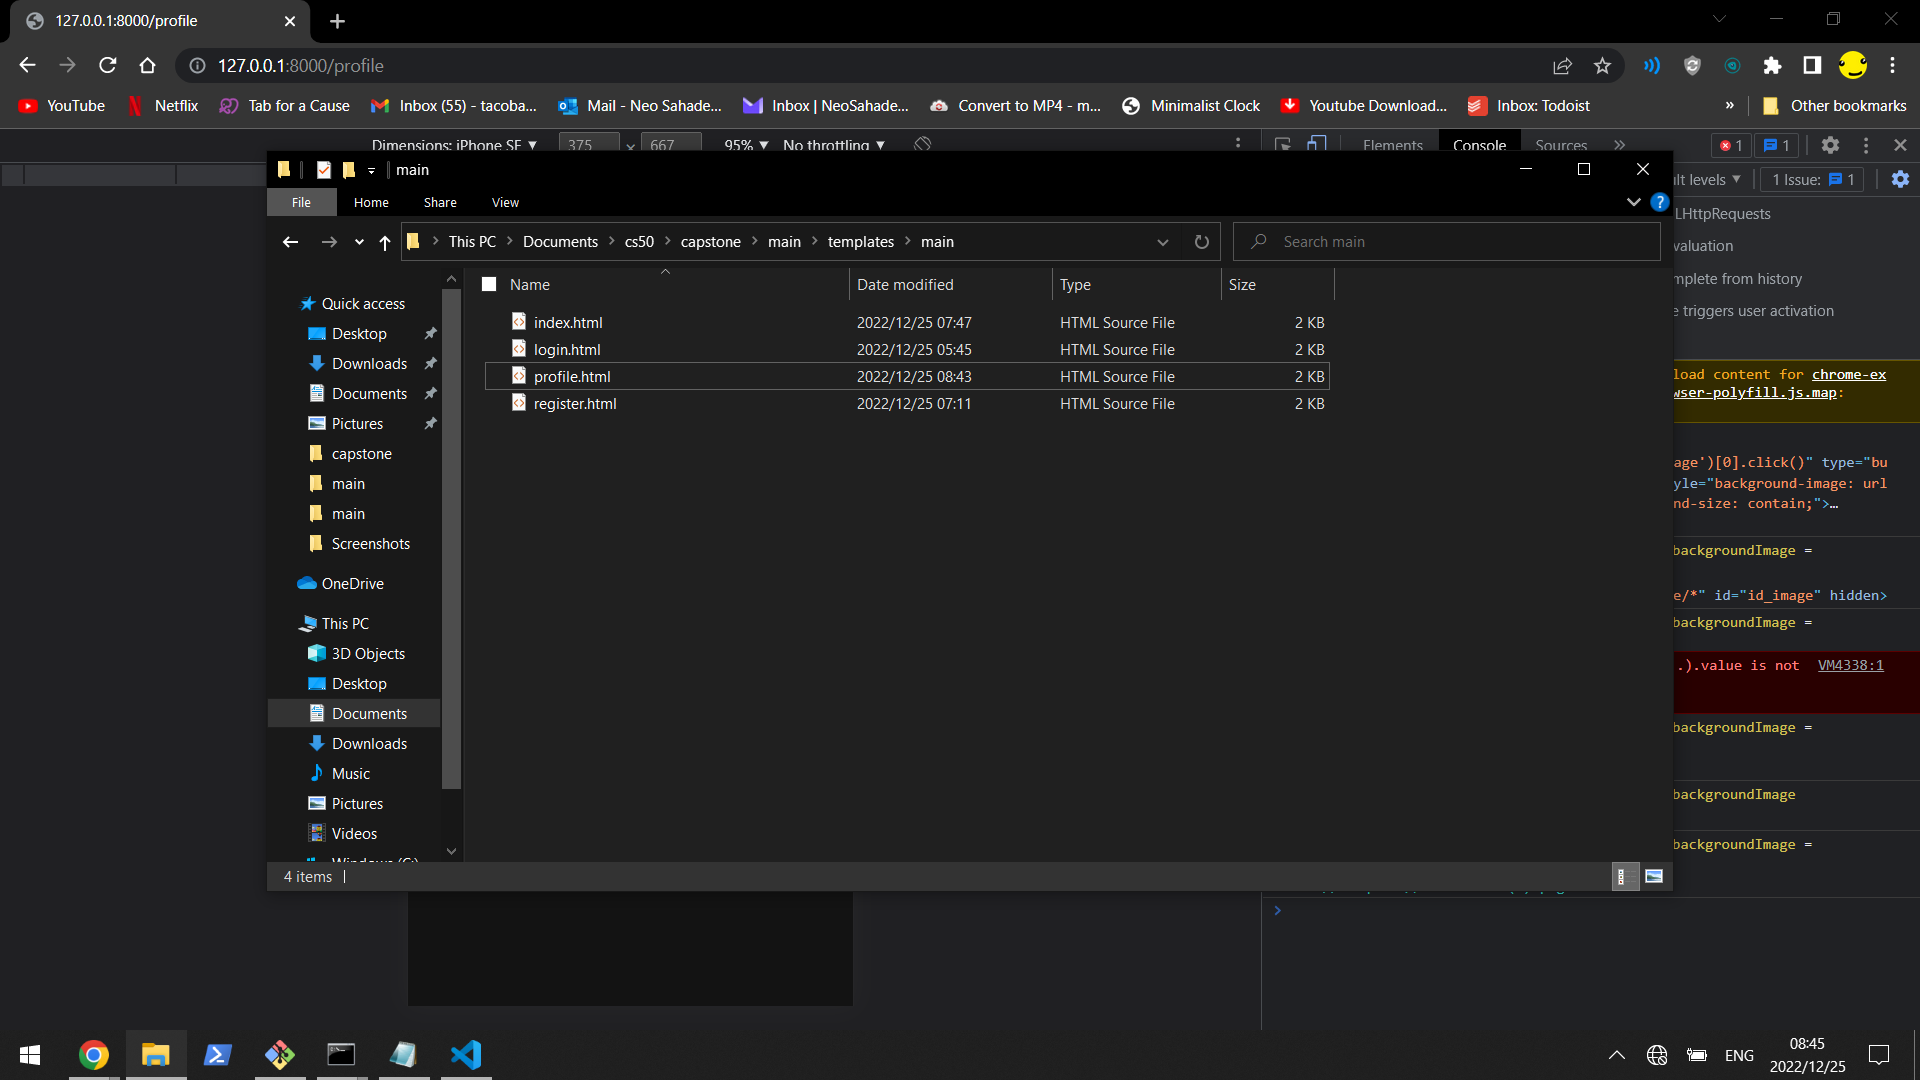 127.0.0.1:8000/profile
127.0.0.1:8000/profile
YouTube Netflix Tab for a Cause Inbox (55) - tacoba... Mail - Neo Sahade... Inbox | NeoSahade... Convert to MP4 - m... Minimalist Clock Youtube Download... Inbox: Todoist » Other bookmarks
Dimensions: iPhone SE ▼ 375 × 667 95% ▼ No throttling ▼ Elements Console Sources » 1 1
main
lt levels ▼ 1 Issue: 1
File Home Share View
LHttpRequests
This PC Documents cs50 capstone main templates main Search main
valuation
mplete from history
e triggers user activation
Name Date modified Type Size
index.html 2022/12/25 07:47 HTML Source File 2 KB
login.html 2022/12/25 05:45 HTML Source File 2 KB
profile.html 2022/12/25 08:43 HTML Source File 2 KB
register.html 2022/12/25 07:11 HTML Source File 2 KB
Quick access
Desktop
Downloads
Documents
Pictures
capstone
main
main
Screenshots
OneDrive
This PC
3D Objects
Desktop
Documents
Downloads
Music
Pictures
Videos
Windows (C:)
4 items
load content for chrome-ex
wser-polyfill.js.map:
age')[0].click()" type="bu
yle="background-image: url
nd-size: contain;">…
backgroundImage =
e/*" id="id_image" hidden>
backgroundImage =
.).value is not VM4338:1
backgroundImage =
backgroundImage
backgroundImage =
ENG
08:45
2022/12/25